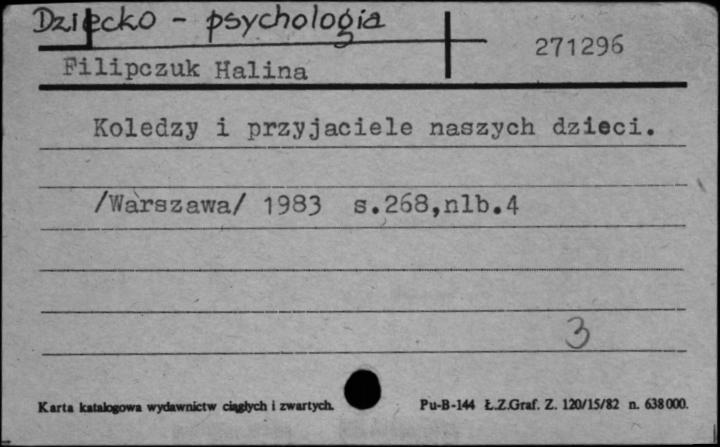 Dziecko - psychologia
271296
Filipczuk Halina
Koledzy i przyjaciele naszych dzieci.
/Warszawa/ 1983 s.268,nlb.4
3
Karta katalogowa wydawnictw ciągłych i zwartych.
Pu-B-144 Ł.Z.Graf. Z. 120/15/82 n. 638000.